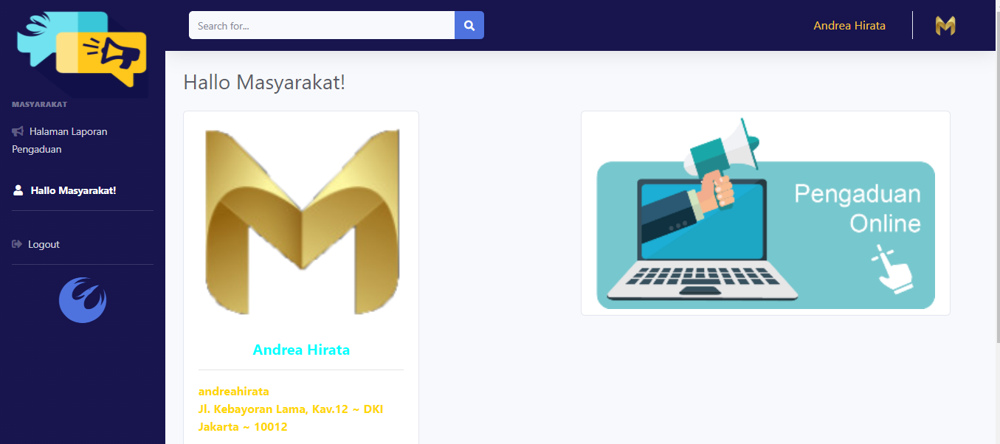 Search for...
Andrea Hirata
MASYARAKAT
Halaman Laporan
Pengaduan
Hallo Masyarakat!
Logout
Hallo Masyarakat!
Andrea Hirata
andreahirata
Jl. Kebayoran Lama, Kav.12 ~ DKI
Jakarta ~ 10012
Pengaduan
Online